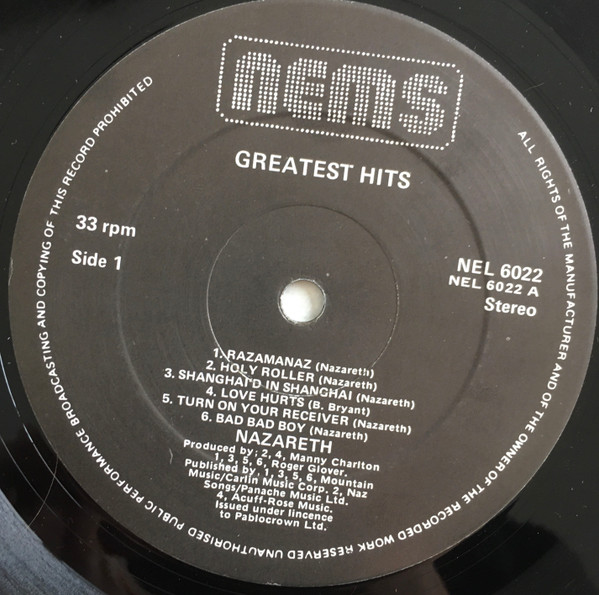 NEMS
GREATEST HITS
33 rpm
Side 1
NEL 6022
NEL 6022 A
Stereo
1. RAZAMANAZ (Nazareth)
2. HOLY ROLLER (Nazareth)
3. SHANGHAI'D IN SHANGHAI (Nazareth)
4. LOVE HURTS (B. Bryant)
5. TURN ON YOUR RECEIVER (Nazareth)
6. BAD BAD BOY (Nazareth)
NAZARETH
Produced by: 2, 4, Manny Charlton
1, 3, 5, 6, Roger Glover.
Published by: 1, 3, 5, 6, Mountain
Music/Carlin Music Corp. 2, Naz
Songs/Panache Music Ltd.
4, Acuff-Rose Music.
Issued under lincence
to Pablocrown Ltd.
ALL RIGHTS OF THE MANUFACTURER AND OF THE OWNER OF THE RECORDED WORK RESERVED UNAUTHORISED PUBLIC PERFORMANCE BROADCASTING AND COPYING OF THIS RECORD PROHIBITED